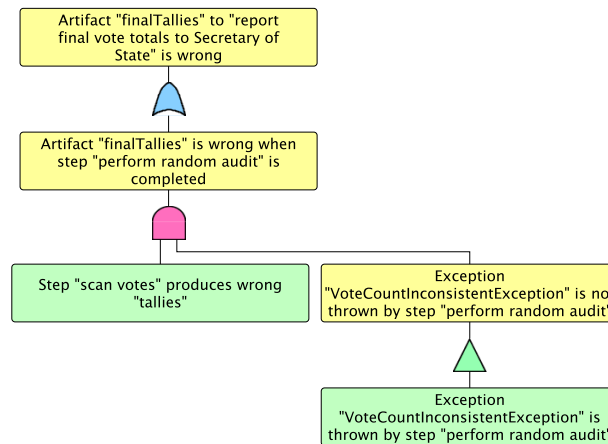 Artifact "finalTallies" to "report
final vote totals to Secretary of
State" is wrong
Artifact "finalTallies" is wrong when
step "perform random audit" is
completed
Step "scan votes" produces wrong
"tallies"
Exception
"VoteCountInconsistentException" is no
thrown by step "perform random audit"
Exception
"VoteCountInconsistentException" is
thrown by step "perform random audit"